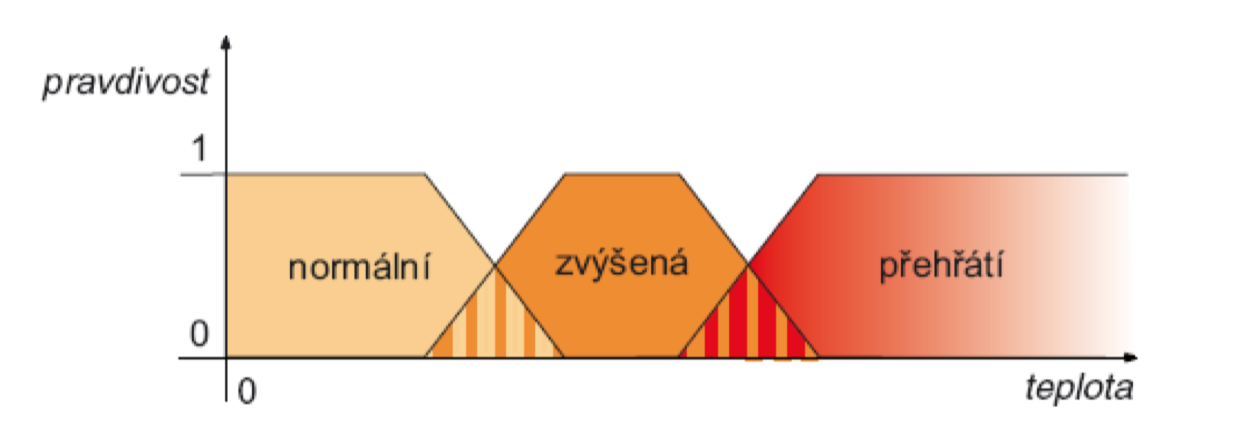 pravdivost
1
normální
zvýšená
přehřátí
0
0
teplota